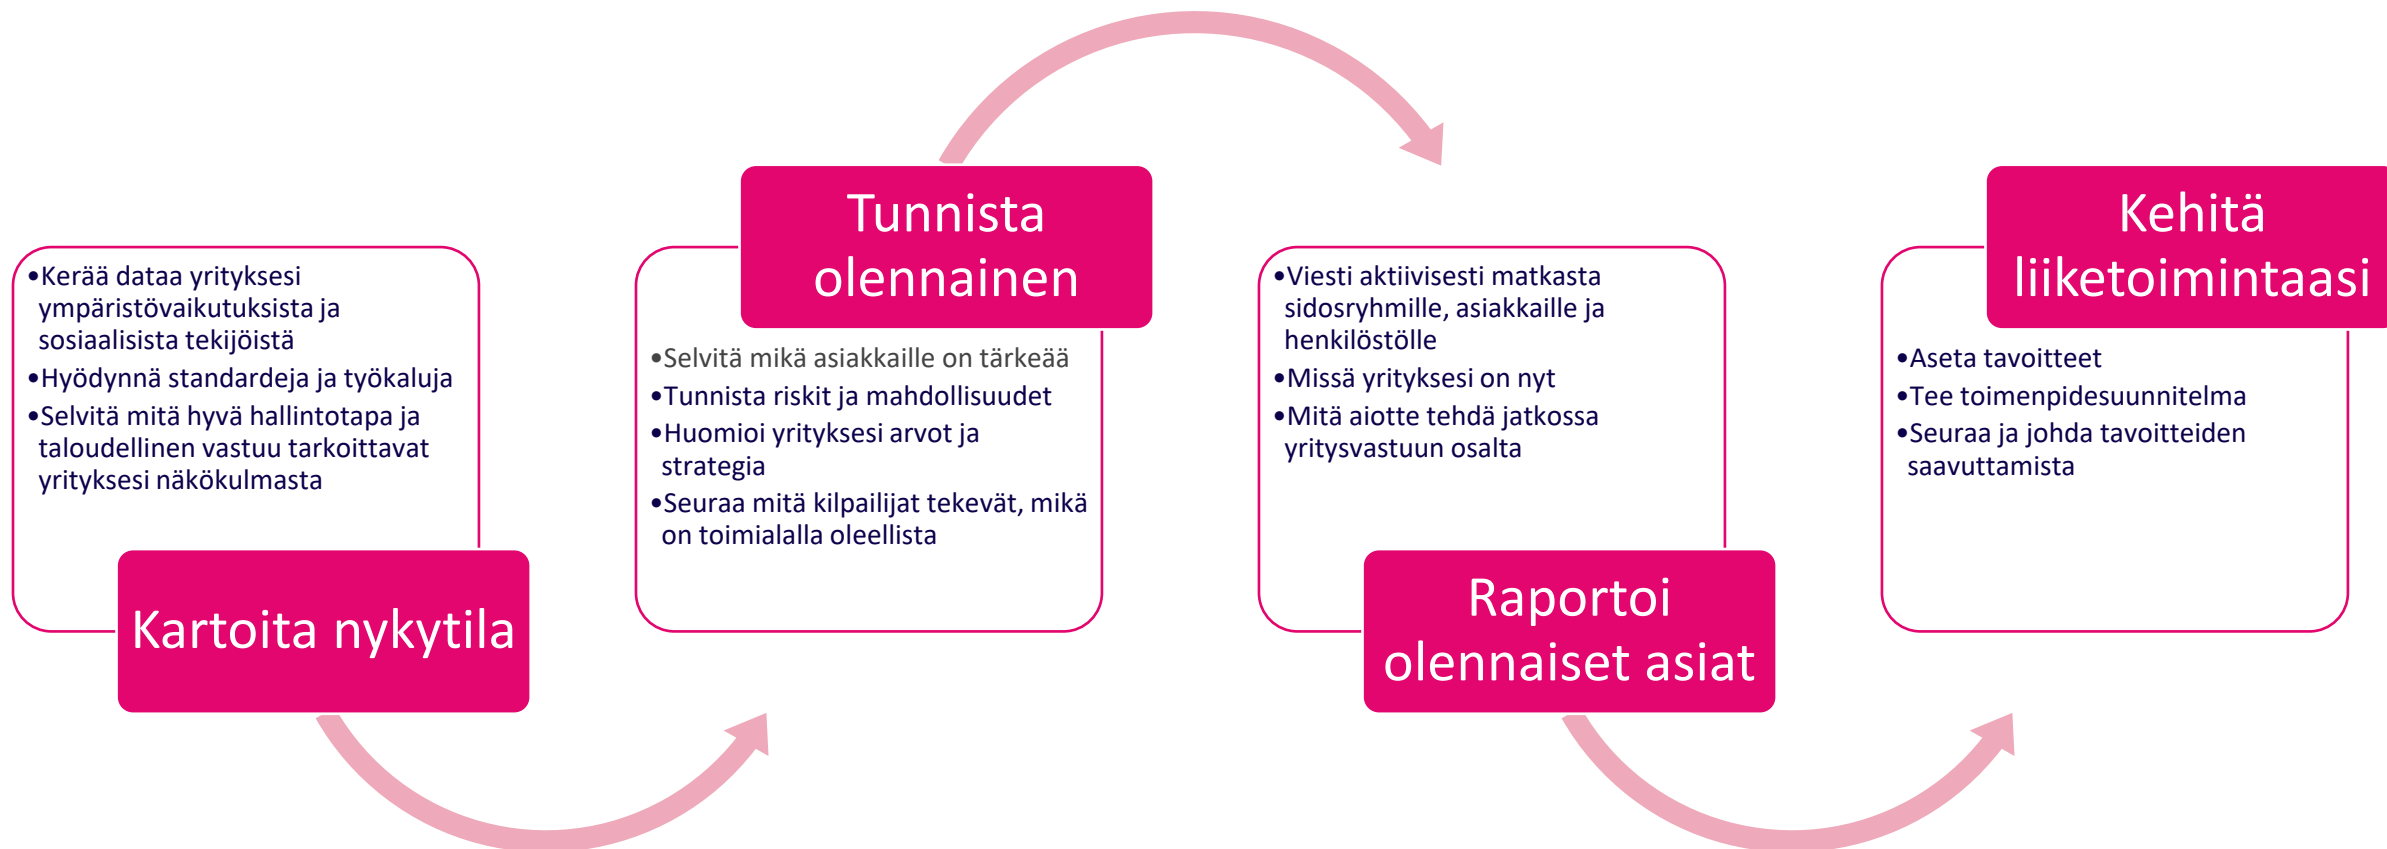 •Kerää dataa yrityksesi
ympäristövaikutuksista ja
sosiaalisista tekijöistä
•Hyödynnä standardeja ja työkaluja
•Selvitä mitä hyvä hallintotapa ja
taloudellinen vastuu tarkoittavat
yrityksesi näkökulmasta
Kartoita nykytila
Tunnista
olennainen
•Selvitä mikä asiakkaille on tärkeää
•Tunnista riskit ja mahdollisuudet
•Huomioi yrityksesi arvot ja
strategia
•Seuraa mitä kilpailijat tekevät, mikä
on toimialalla oleellista
•Viesti aktiivisesti matkasta
sidosryhmille, asiakkaille ja
henkilöstölle
•Missä yrityksesi on nyt
•Mitä aiotte tehdä jatkossa
yritysvastuun osalta
Raportoi
olennaiset asiat
Kehitä
liiketoimintaasi
•Aseta tavoitteet
•Tee toimenpidesuunnitelma
•Seuraa ja johda tavoitteiden
saavuttamista